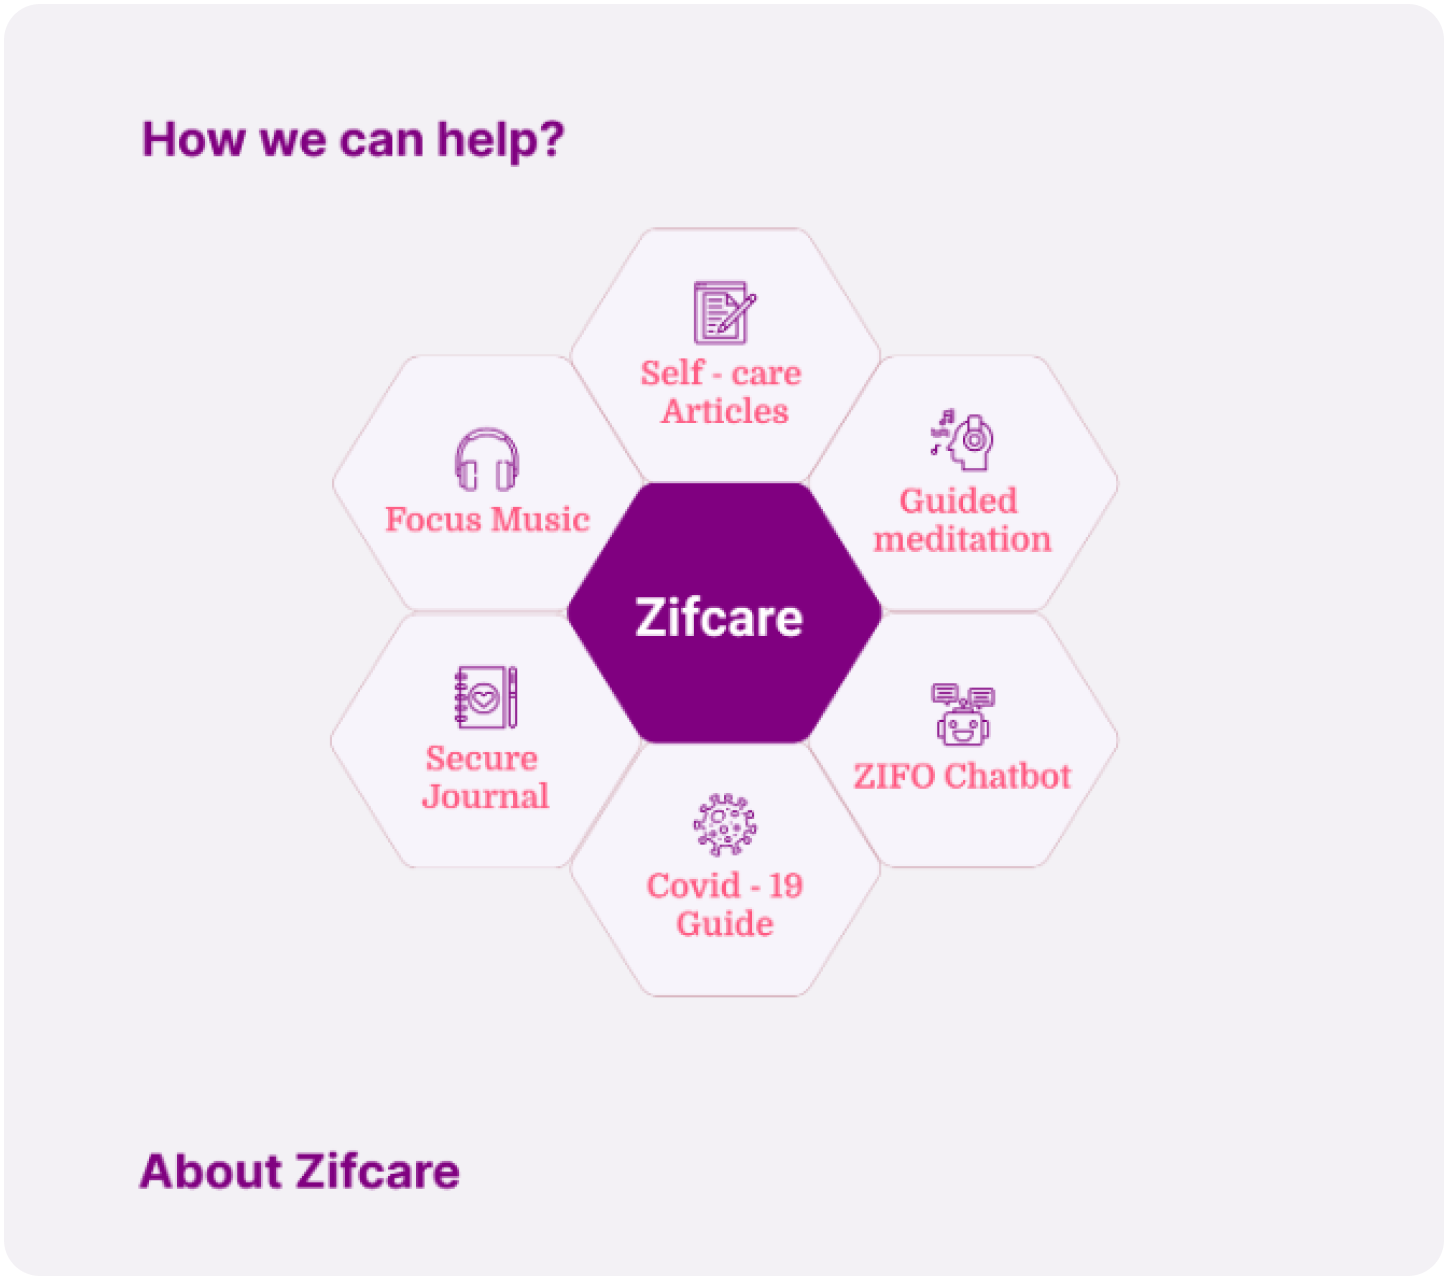 How we can help?
Self - care
Articles
Focus Music
Guided
meditation
Zifcare
Secure
Journal
ZIFO Chatbot
Covid - 19
Guide
About Zifcare